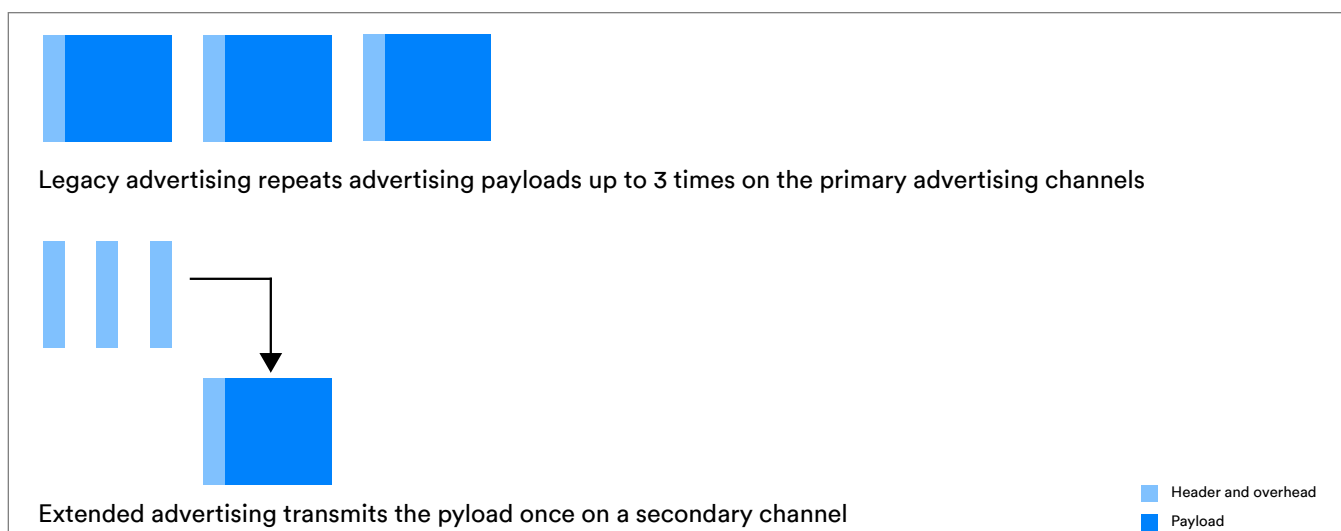 Legacy advertising repeats advertising payloads up to 3 times on the primary advertising channels
Extended advertising transmits the pyload once on a secondary channel
Header and overhead
Payload